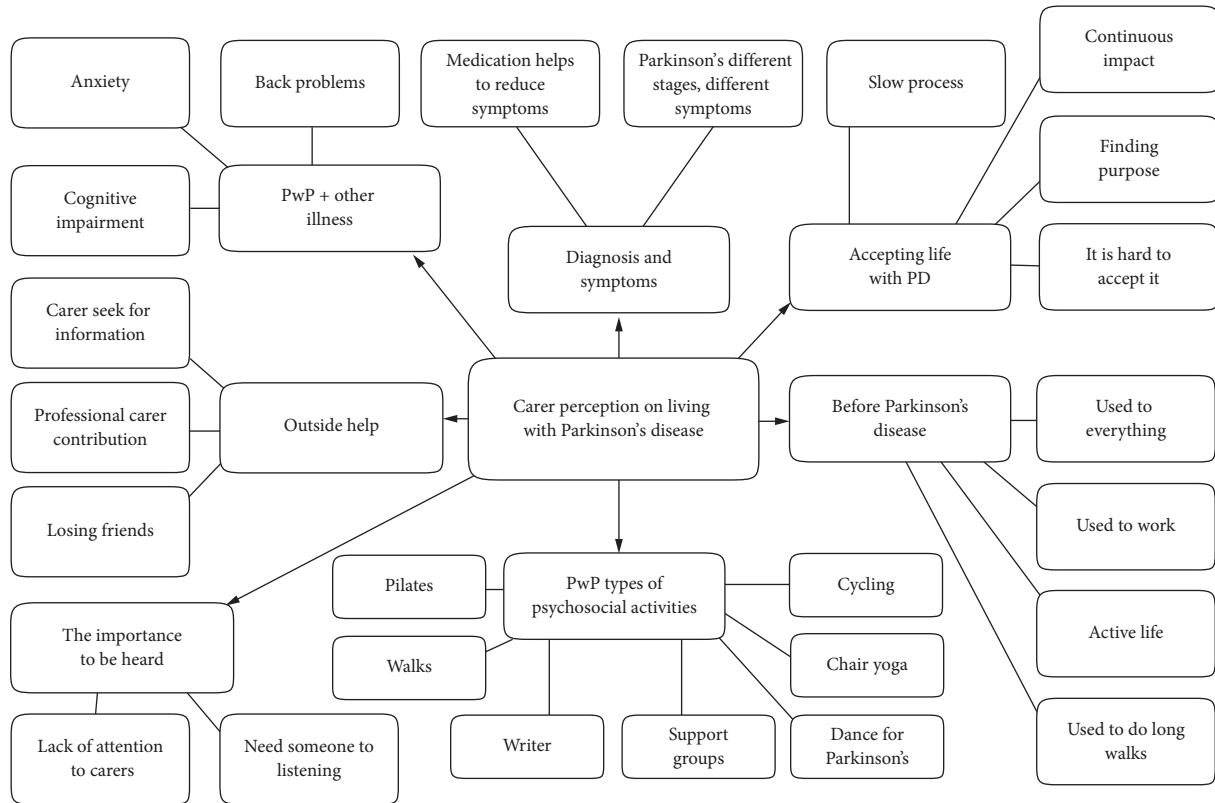 Anxiety
Back problems
Medication helps
to reduce
symptoms
Parkinson's different
stages, different
symptoms
Slow process
Continuous
impact
Cognitive
impairment
PwP + other
illness
Finding
purpose
Diagnosis and
symptoms
Accepting life
with PD
It is hard to
accept it
Carer seek for
information
Professional carer
contribution
Losing friends
Outside help
Carer perception on living
with Parkinson's disease
Before Parkinson's
disease
Used to
everything
Used to work
Active life
Used to do long
walks
The importance
to be heard
Lack of attention
to carers
Need someone to
listening
Pilates
PwP types of
psychosocial activities
Cycling
Walks
Chair yoga
Writer
Support
groups
Dance for
Parkinson's